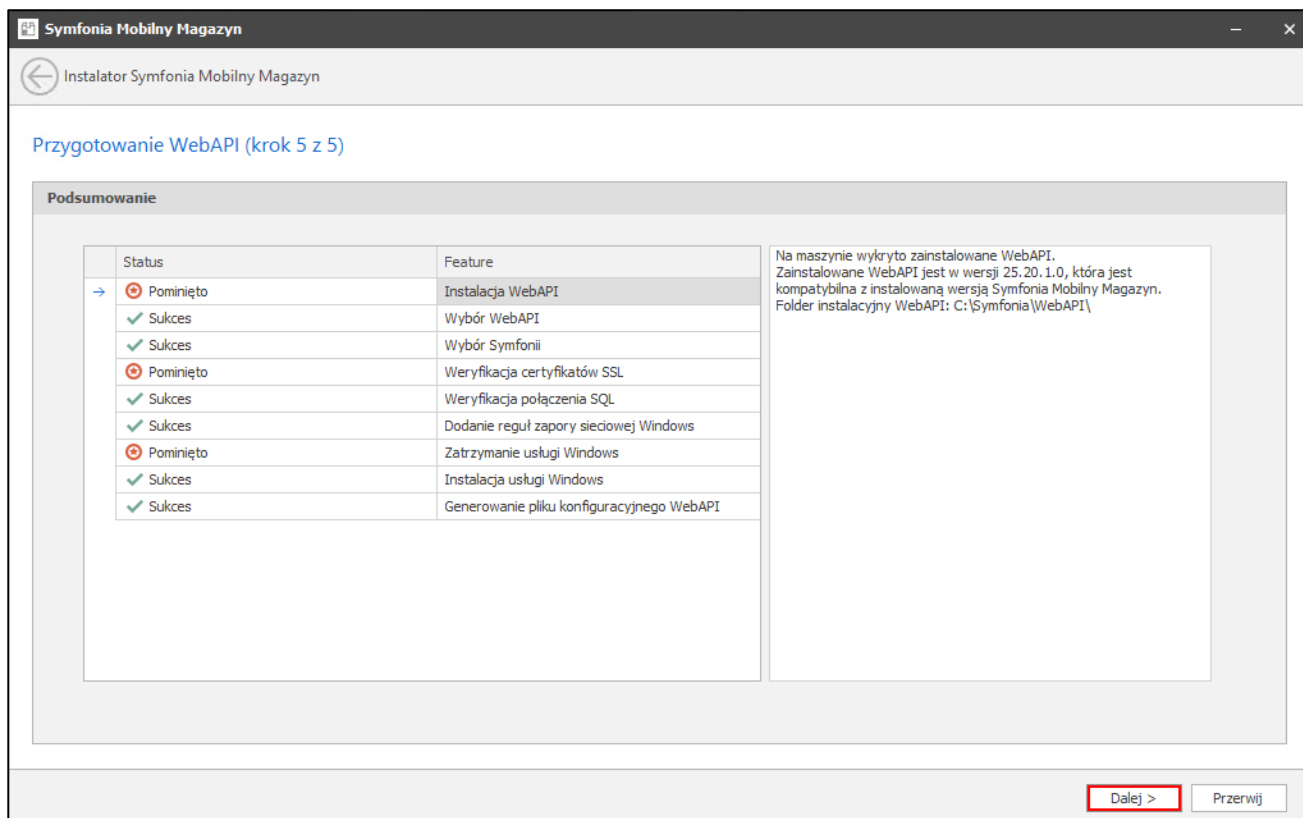 Symfonia Mobilny Magazyn
Instalator Symfonia Mobilny Magazyn
Przygotowanie WebAPI (krok 5 z 5)
Podsumowanie
Status Feature
Pominięto Instalacja WebAPI
Sukces Wybór WebAPI
Sukces Wybór Symfonii
Pominięto Weryfikacja certyfikatów SSL
Sukces Weryfikacja połączenia SQL
Sukces Dodanie reguł zapory sieciowej Windows
Pominięto Zatrzymanie usługi Windows
Sukces Instalacja usługi Windows
Sukces Generowanie pliku konfiguracyjnego WebAPI
Na maszynie wykryto zainstalowane WebAPI.
Zainstalowane WebAPI jest w wersji 25.20.1.0, która jest
kompatybilna z instalowaną wersją Symfonia Mobilny Magazyn.
Folder instalacyjny WebAPI: C:\Symfonia\WebAPI\
Dalej > Przerwij